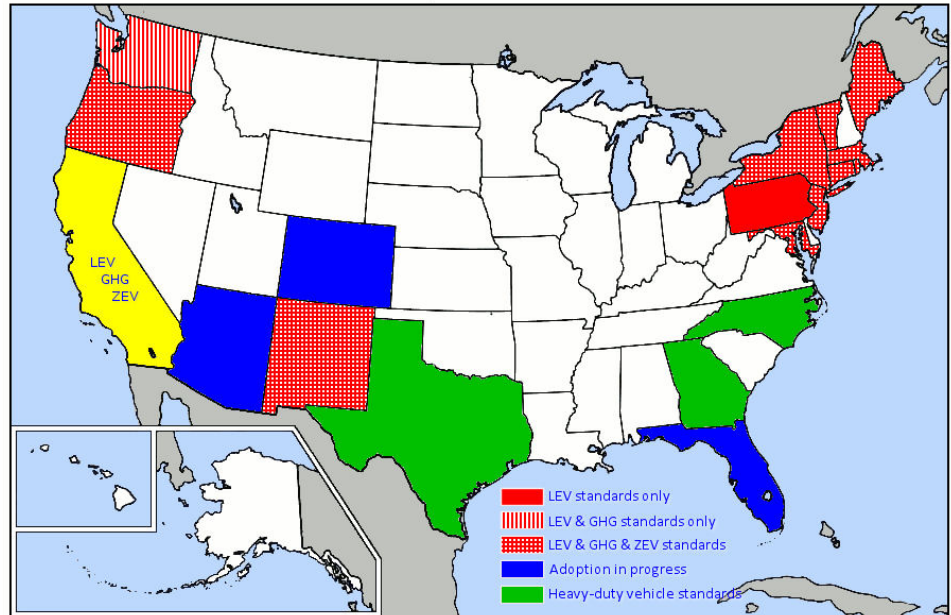 LEV
GHG
ZEV
LEV standards only
LEV & GHG standards only
LEV & GHG & ZEV standards
Adoption in progress
Heavy-duty vehicle standards